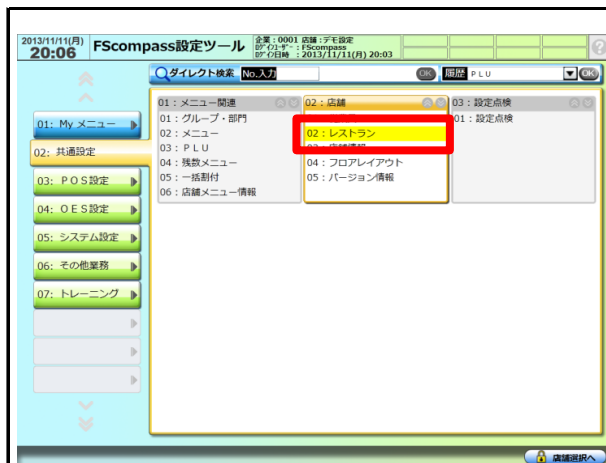 2013/11/11(月)
20:06
FScompass設定ツール
企業：0001 店舗：デモ設定
ﾛｸﾞｲﾝﾕｰｻﾞｰ：FScompass
ﾛｸﾞｲﾝ日時 ：2013/11/11(月) 20:03
?
ダイレクト検索 No.入力
OK
履歴 ＰＬＵ
OK
01：メニュー関連
01：グループ・部門
02：メニュー
03：ＰＬＵ
04：残数メニュー
05：一括割付
06：店舗メニュー情報
02：店舗
02：レストラン
04：フロアレイアウト
05：バージョン情報
03：設定点検
01：設定点検
01: My メニュー
02: 共通設定
03: ＰＯＳ設定
04: ＯＥＳ設定
05: システム設定
06: その他業務
07: トレーニング
店舗選択へ